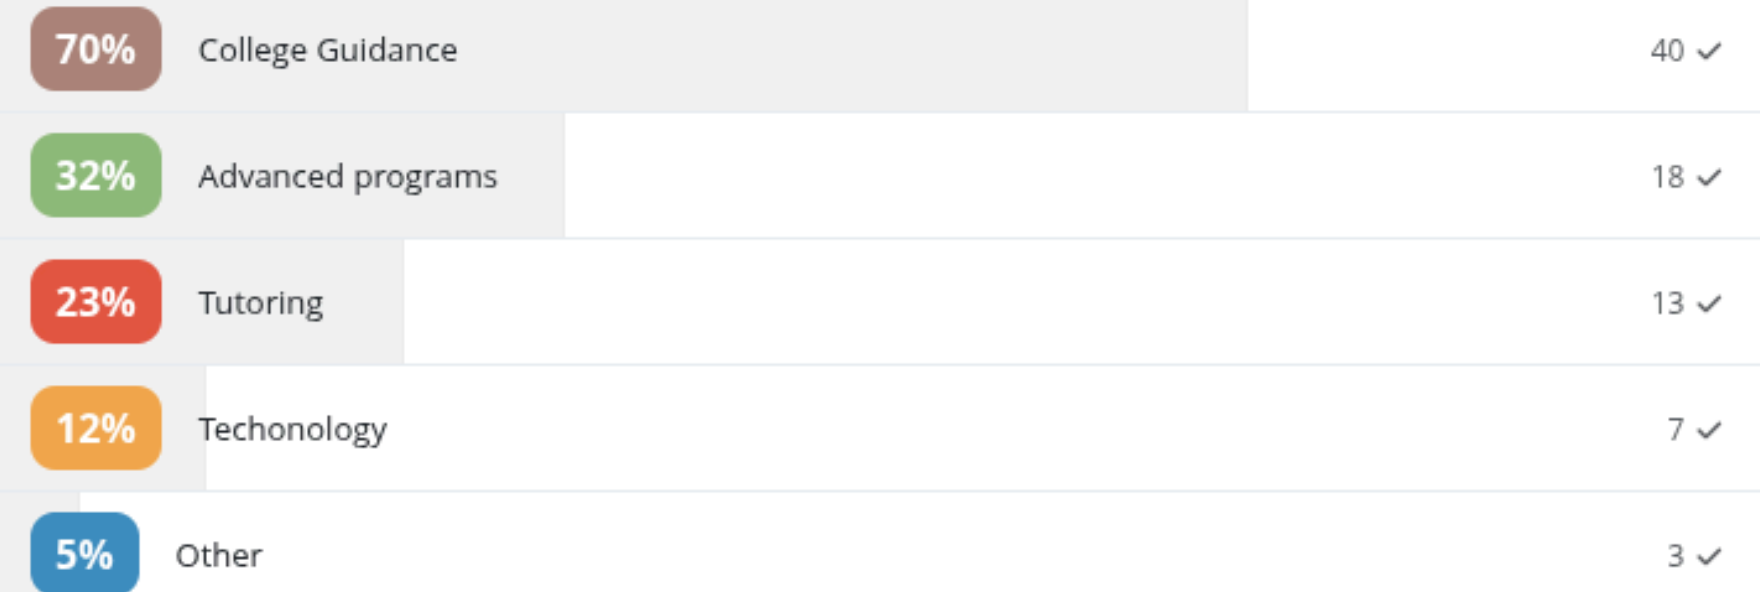 70% College Guidance 40 ✓
32% Advanced programs 18 ✓
23% Tutoring 13 ✓
12% Techonology 7 ✓
5% Other 3 ✓